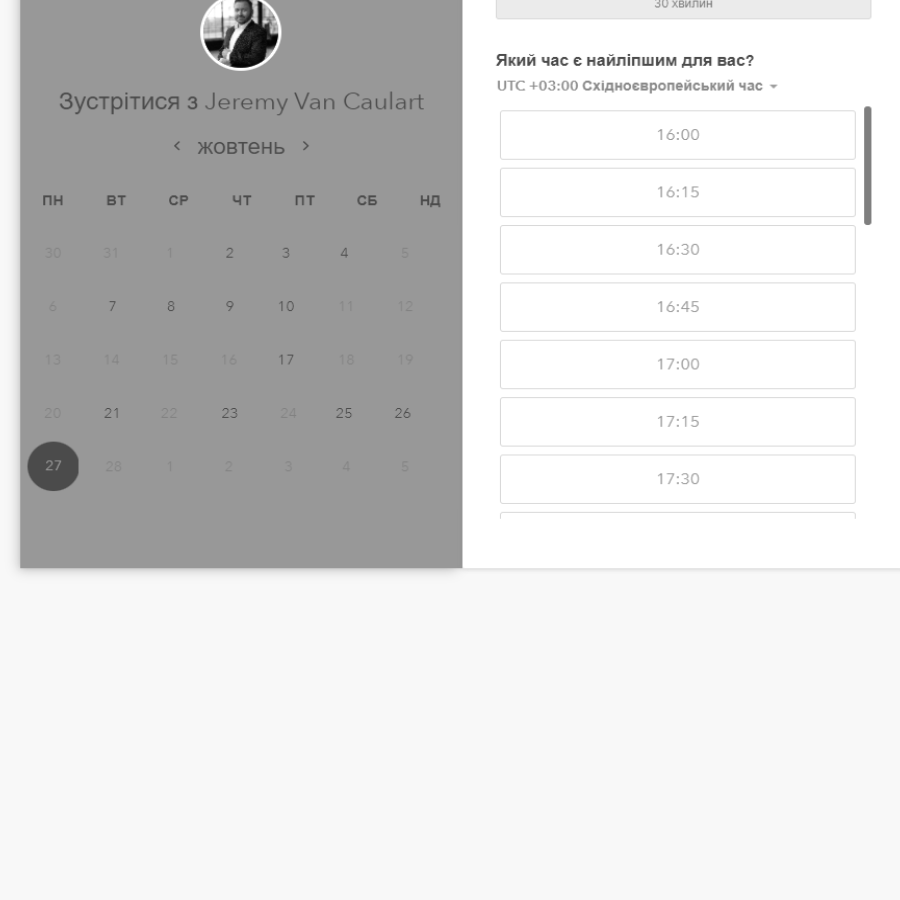 Зустрітися з Jeremy Van Caulart
жовтень
ПН ВТ СР ЧТ ПТ СБ НД
30 31 1 2 3 4 5
6 7 8 9 10 11 12
13 14 15 16 17 18 19
20 21 22 23 24 25 26
27 28 1 2 3 4 5
30 хвилин
Який час є найліпшим для вас?
UTC +03:00 Східноєвропейський час
16:00
16:15
16:30
16:45
17:00
17:15
17:30